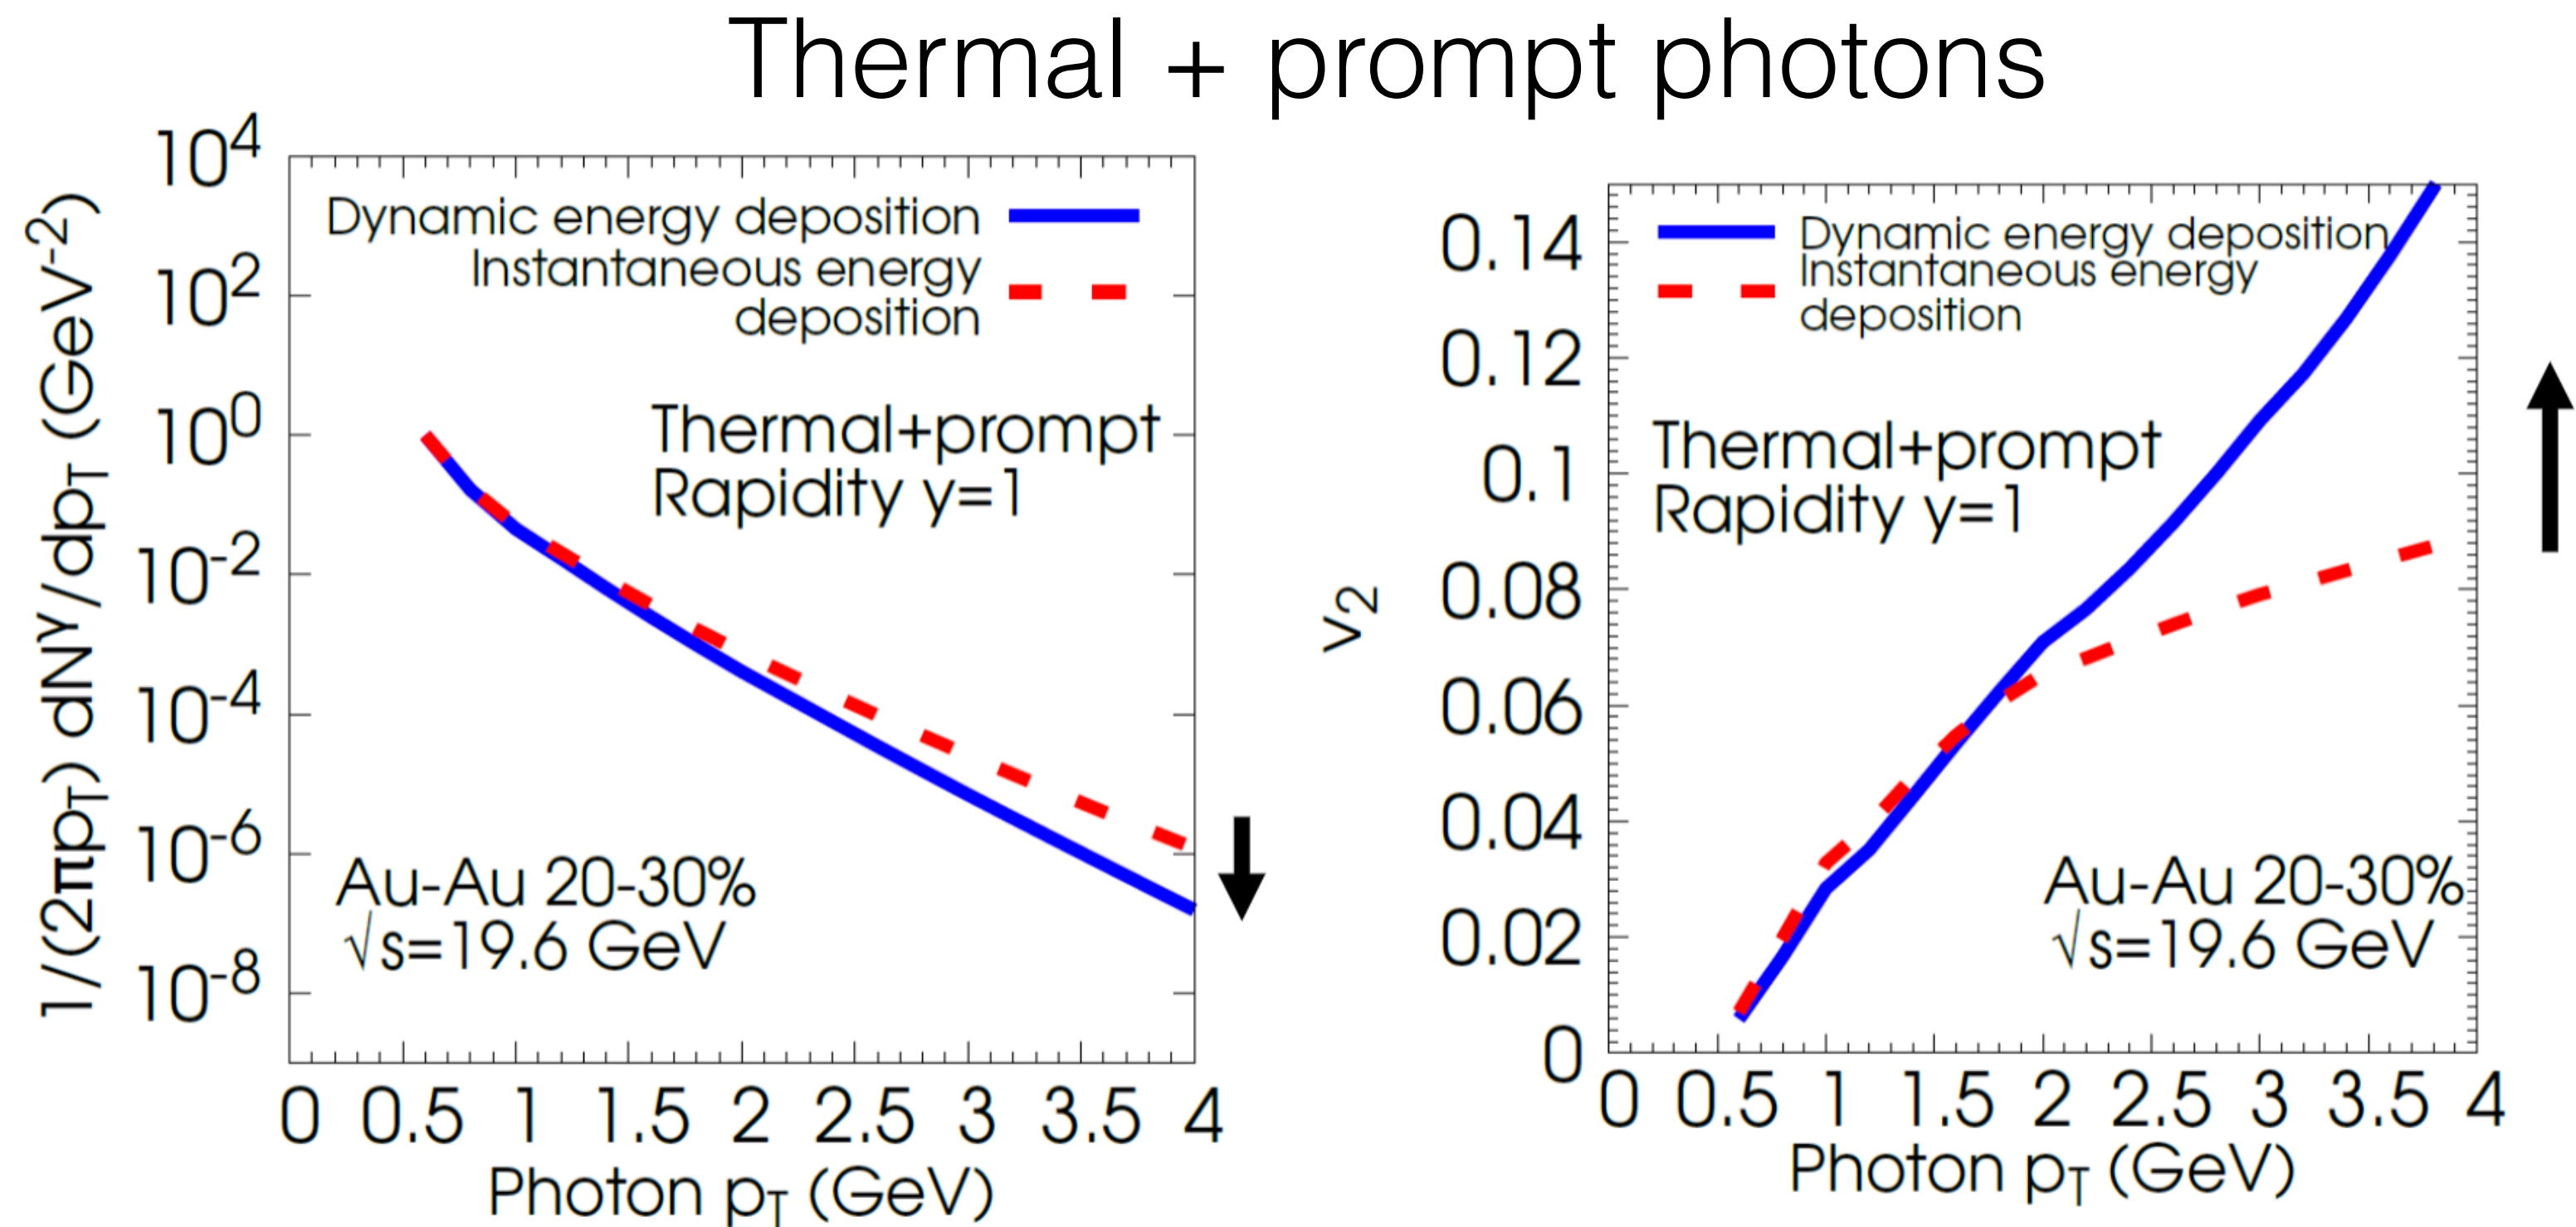 Thermal + prompt photons
1/(2πp_T) dN^γ/dp_T (GeV^-2)
10^4
10^2
10^0
10^-2
10^-4
10^-6
10^-8
Dynamic energy deposition
Instantaneous energy
deposition
Thermal+prompt
Rapidity y=1
Au-Au 20-30%
√s=19.6 GeV
0 0.5 1 1.5 2 2.5 3 3.5 4
Photon p_T (GeV)
v_2
0.14
0.12
0.1
0.08
0.06
0.04
0.02
0
Dynamic energy deposition
Instantaneous energy
deposition
Thermal+prompt
Rapidity y=1
Au-Au 20-30%
√s=19.6 GeV
0 0.5 1 1.5 2 2.5 3 3.5 4
Photon p_T (GeV)